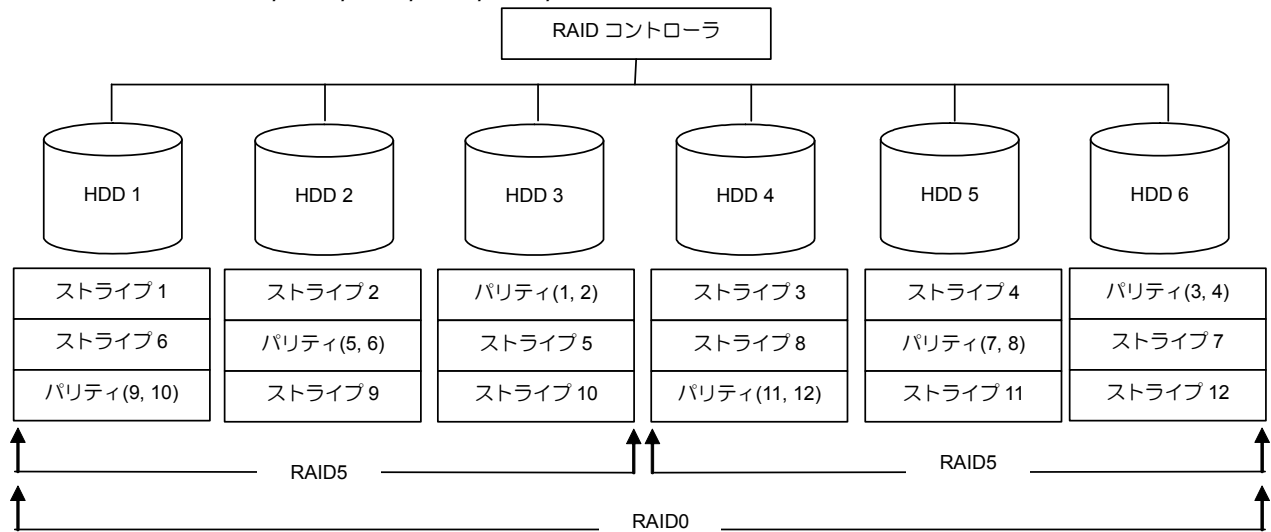 RAID コントローラ
HDD 1 HDD 2 HDD 3 HDD 4 HDD 5 HDD 6
ストライプ 1 ストライプ 2 パリティ(1, 2) ストライプ 3 ストライプ 4 パリティ(3, 4)
ストライプ 6 パリティ(5, 6) ストライプ 5 ストライプ 8 パリティ(7, 8) ストライプ 7
パリティ(9, 10) ストライプ 9 ストライプ 10 パリティ(11, 12) ストライプ 11 ストライプ 12
RAID5 RAID5
RAID0